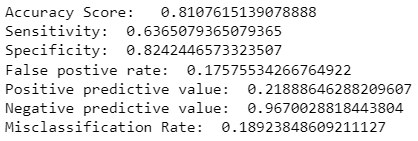 Accuracy Score:  0.8107615139078888
Sensitivity:  0.6365079365079365
Specificity:  0.8242446573323507
False postive rate:  0.17575534266764922
Positive predictive value:  0.21888646288209607
Negative predictive value:  0.9670028818443804
Misclassification Rate:  0.18923848609211127